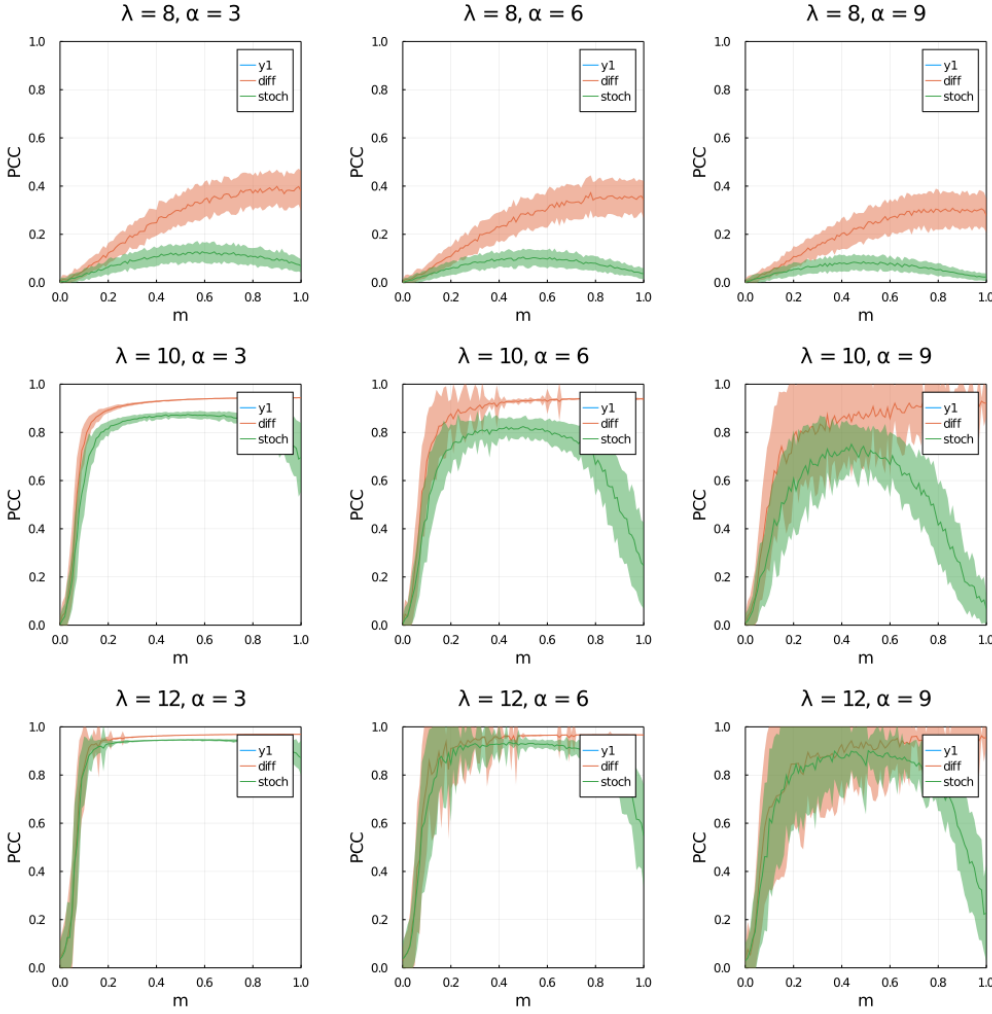 λ = 8, α = 3
1.0
0.8
0.6
0.4
0.2
0.0
PCC
0.0 0.2 0.4 0.6 0.8 1.0
m
y1
diff
stoch
λ = 8, α = 6
1.0
0.8
0.6
0.4
0.2
0.0
PCC
0.0 0.2 0.4 0.6 0.8 1.0
m
y1
diff
stoch
λ = 8, α = 9
1.0
0.8
0.6
0.4
0.2
0.0
PCC
0.0 0.2 0.4 0.6 0.8 1.0
m
y1
diff
stoch
λ = 10, α = 3
1.0
0.8
0.6
0.4
0.2
0.0
PCC
0.0 0.2 0.4 0.6 0.8 1.0
m
y1
diff
stoch
λ = 10, α = 6
1.0
0.8
0.6
0.4
0.2
0.0
PCC
0.0 0.2 0.4 0.6 0.8 1.0
m
y1
diff
stoch
λ = 10, α = 9
1.0
0.8
0.6
0.4
0.2
0.0
PCC
0.0 0.2 0.4 0.6 0.8 1.0
m
y1
diff
stoch
λ = 12, α = 3
1.0
0.8
0.6
0.4
0.2
0.0
PCC
0.0 0.2 0.4 0.6 0.8 1.0
m
y1
diff
stoch
λ = 12, α = 6
1.0
0.8
0.6
0.4
0.2
0.0
PCC
0.0 0.2 0.4 0.6 0.8 1.0
m
y1
diff
stoch
λ = 12, α = 9
1.0
0.8
0.6
0.4
0.2
0.0
PCC
0.0 0.2 0.4 0.6 0.8 1.0
m
y1
diff
stoch